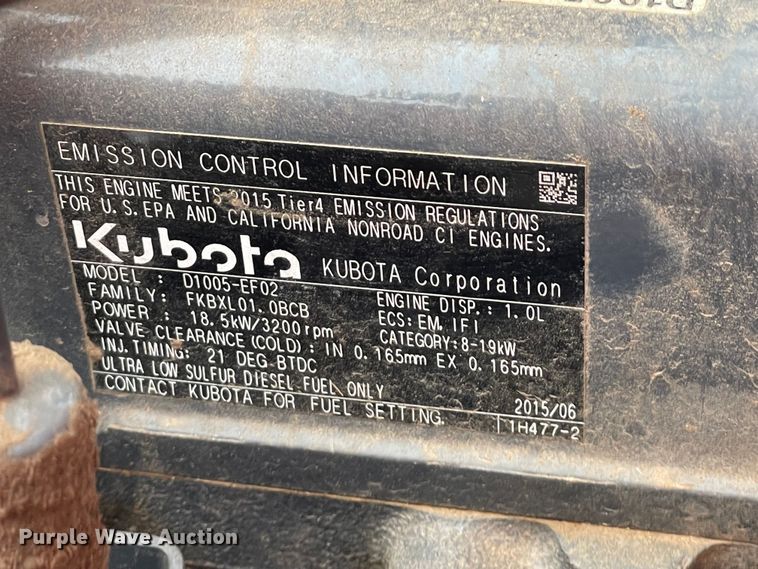 EMISSION CONTROL INFORMATION
THIS ENGINE MEETS 2015 Tier4 EMISSION REGULATIONS
FOR U.S.EPA AND CALIFORNIA NONROAD CI ENGINES.
Kubota KUBOTA Corporation
MODEL : D1005-EF02
FAMILY: FKBXL01.0BCB ENGINE DISP.: 1.0L
POWER : 18.5kW/3200rpm ECS:EM,IFI
CATEGORY:8-19kW
VALVE CLEARANCE(COLD): IN 0.165mm EX 0.165mm
INJ.TIMING: 21 DEG BTDC
ULTRA LOW SULFUR DIESEL FUEL ONLY
CONTACT KUBOTA FOR FUEL SETTING. 2015/06
1H477-2
Purple Wave Auction